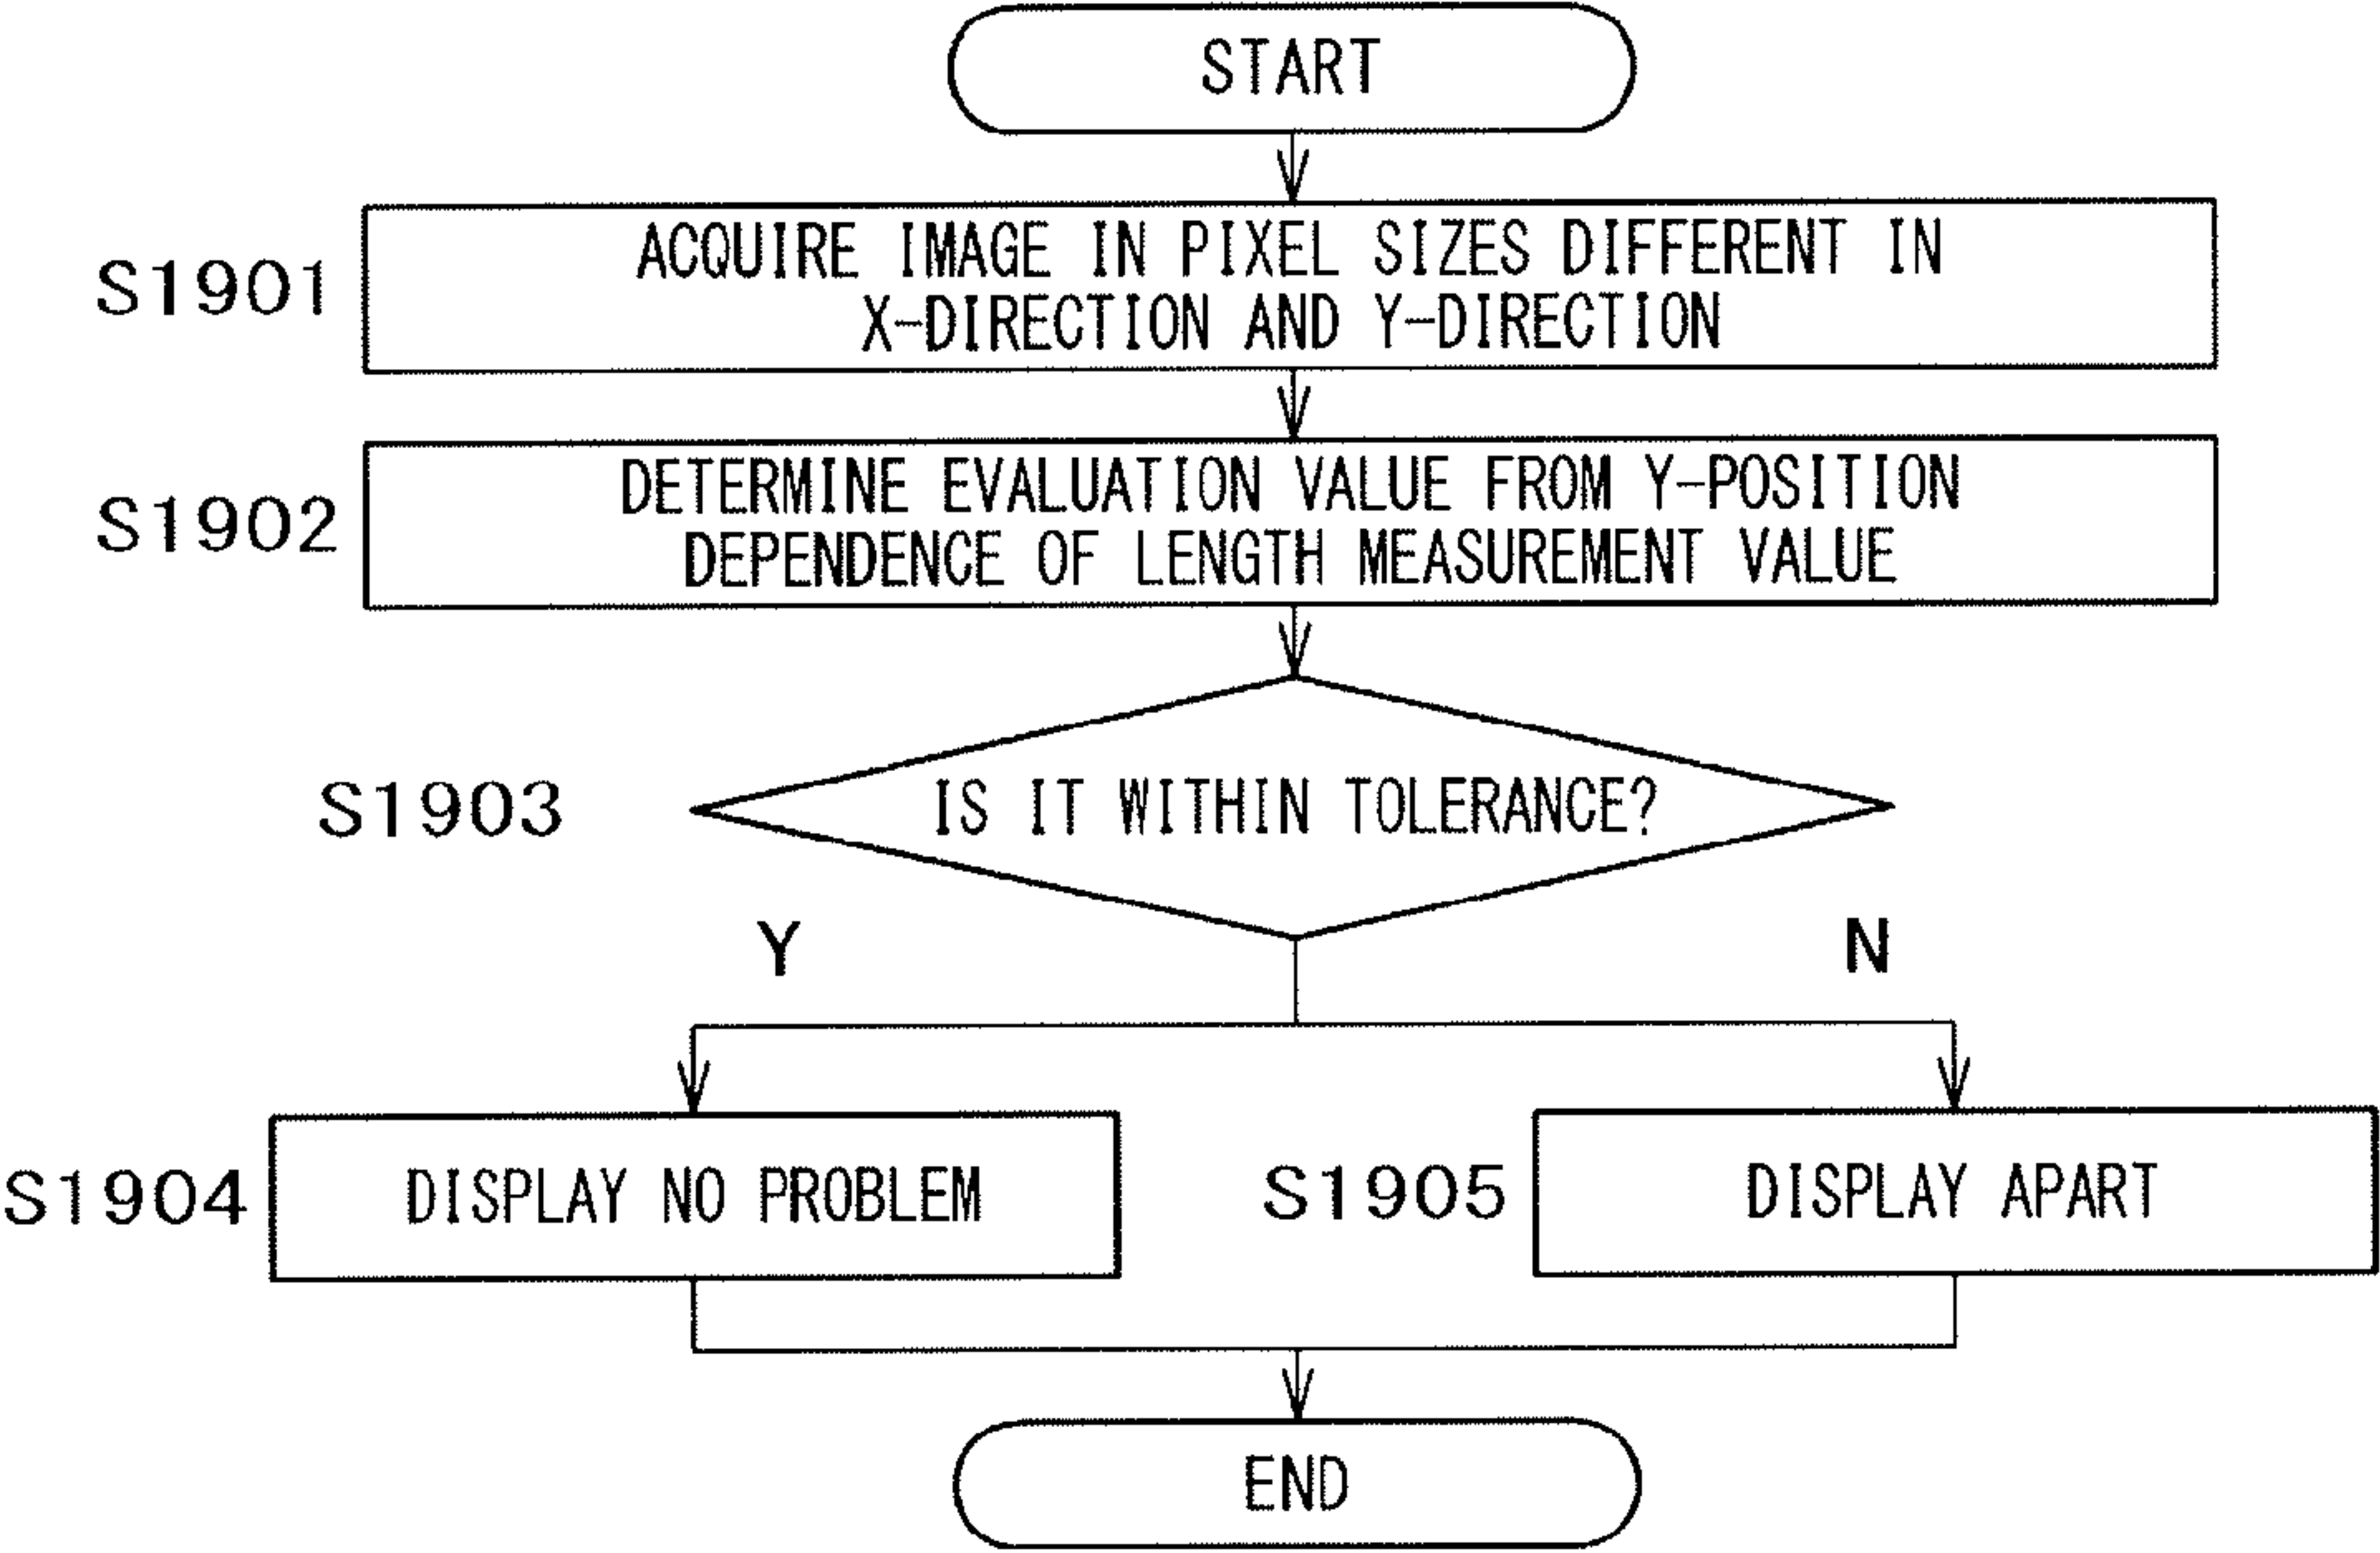 START
S1901
ACQUIRE IMAGE IN PIXEL SIZES DIFFERENT IN
X-DIRECTION AND Y-DIRECTION
S1902
DETERMINE EVALUATION VALUE FROM Y-POSITION
DEPENDENCE OF LENGTH MEASUREMENT VALUE
S1903
IS IT WITHIN TOLERANCE?
Y
N
S1904
DISPLAY NO PROBLEM
S1905
DISPLAY APART
END